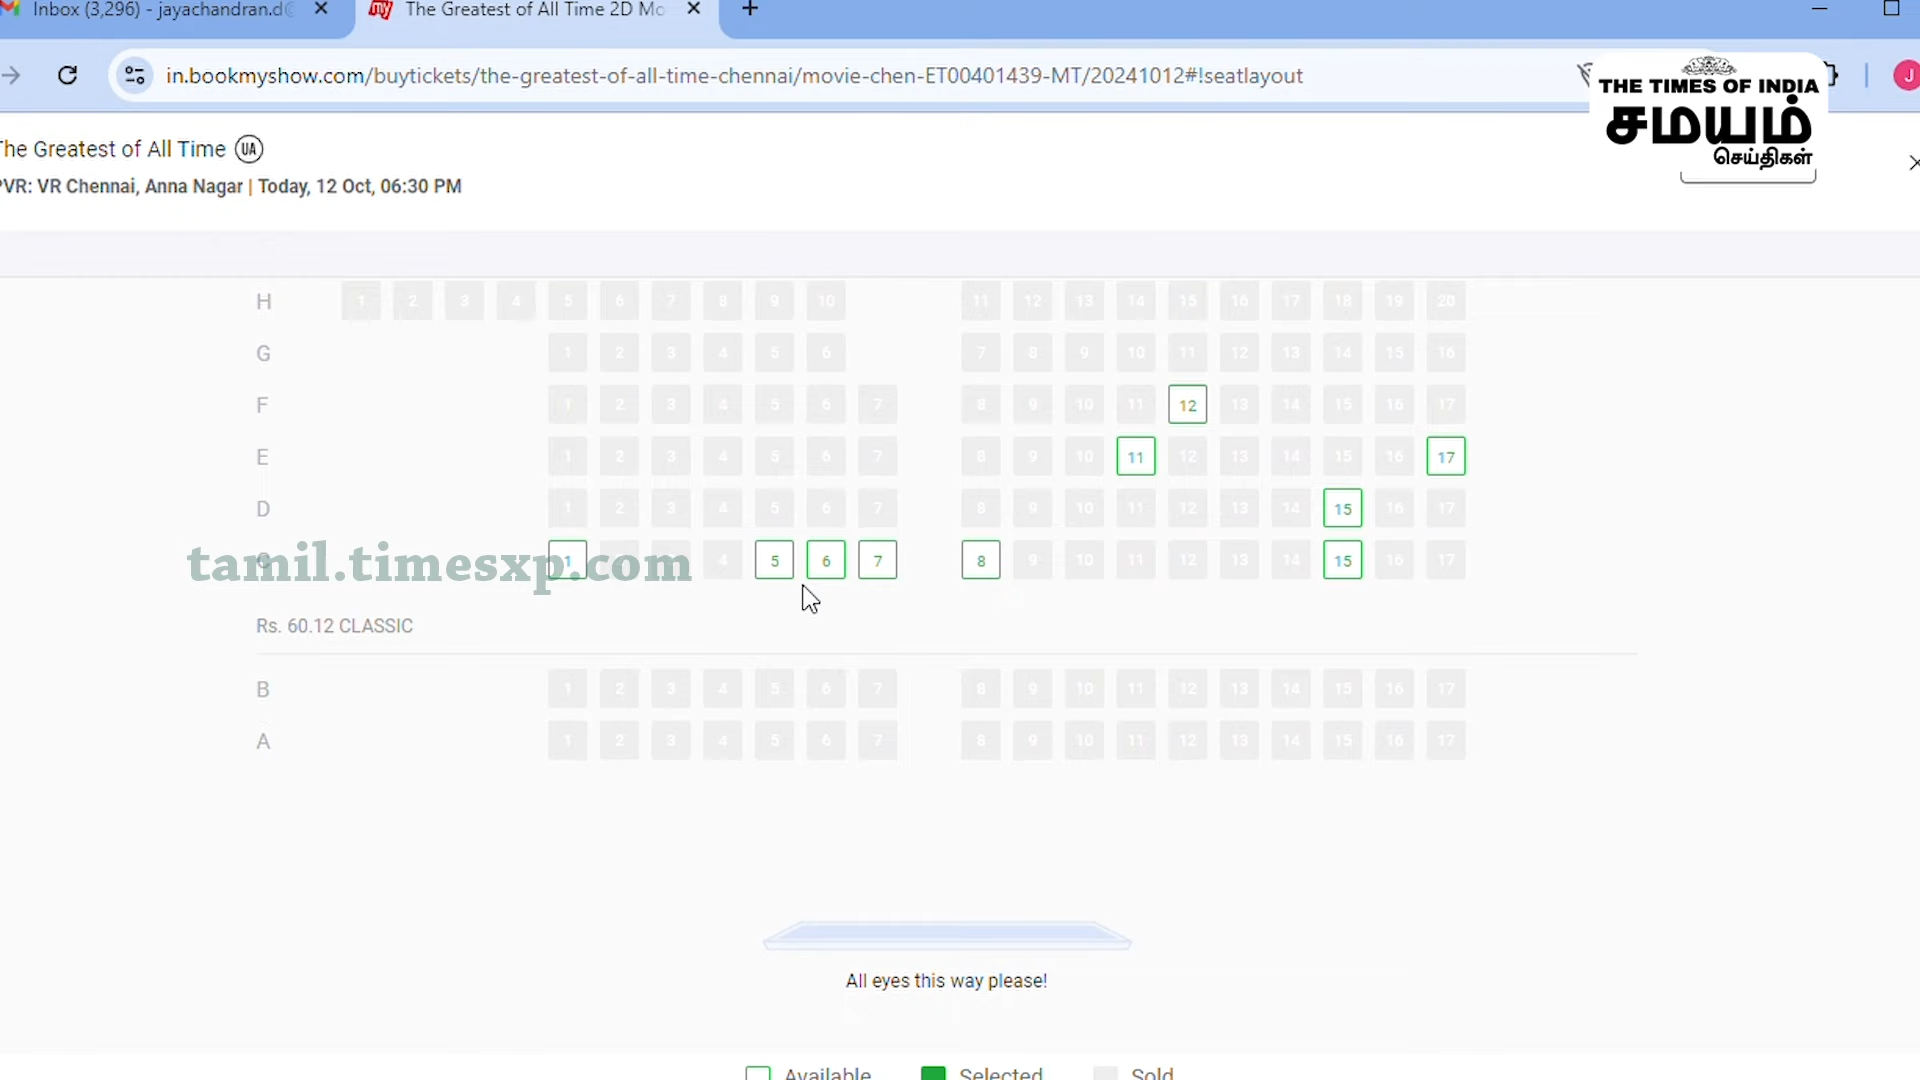 Inbox (3,296) - jayachandran.d@
The Greatest of All Time 2D Mo
in.bookmyshow.com/buytickets/the-greatest-of-all-time-chennai/movie-chen-ET00401439-MT/20241012#!seatlayout
J
THE TIMES OF INDIA
சமயம்
செய்திகள்
The Greatest of All Time UA
PVR: VR Chennai, Anna Nagar | Today, 12 Oct, 06:30 PM
H 1 2 3 4 5 6 7 8 9 10 11 12 13 14 15 16 17 18 19 20
G 1 2 3 4 5 6 7 8 9 10 11 12 13 14 15 16
F 1 2 3 4 5 6 7 8 9 10 11 12 13 14 15 16 17
E 1 2 3 4 5 6 7 8 9 10 11 12 13 14 15 16 17
D 1 2 3 4 5 6 7 8 9 10 11 12 13 14 15 16 17
C 1 4 5 6 7 8 9 10 11 12 13 14 15 16 17
tamil.timesxp.com
Rs. 60.12 CLASSIC
B 1 2 3 4 5 6 7 8 9 10 11 12 13 14 15 16 17
A 1 2 3 4 5 6 7 8 9 10 11 12 13 14 15 16 17
All eyes this way please!
Available Selected Sold